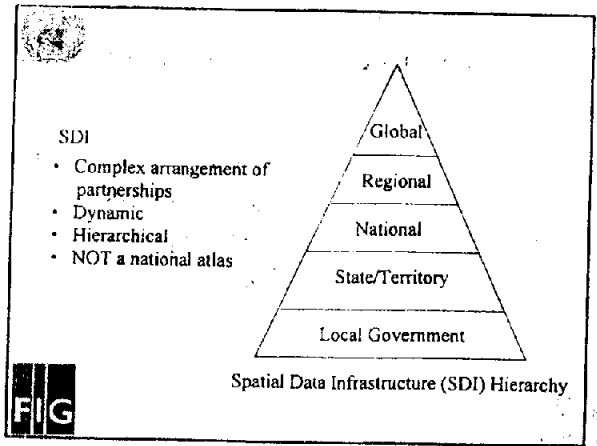 SDI
• Complex arrangement of
partnerships
• Dynamic
• Hierarchical
• NOT a national atlas
Global
Regional
National
State/Territory
Local Government
Spatial Data Infrastructure (SDI) Hierarchy
FIG